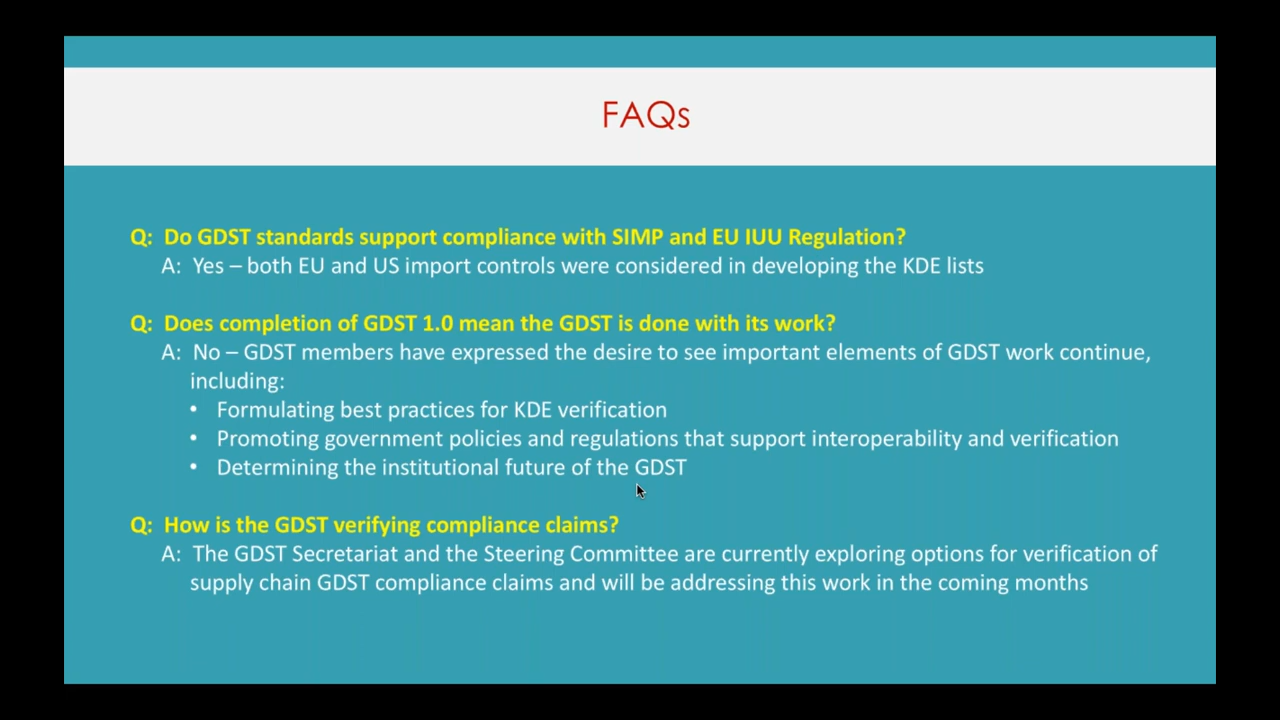 FAQs
Q: Do GDST standards support compliance with SIMP and EU IUU Regulation?
A: Yes – both EU and US import controls were considered in developing the KDE lists
Q: Does completion of GDST 1.0 mean the GDST is done with its work?
A: No – GDST members have expressed the desire to see important elements of GDST work continue,
including:
• Formulating best practices for KDE verification
• Promoting government policies and regulations that support interoperability and verification
• Determining the institutional future of the GDST
Q: How is the GDST verifying compliance claims?
A: The GDST Secretariat and the Steering Committee are currently exploring options for verification of
supply chain GDST compliance claims and will be addressing this work in the coming months